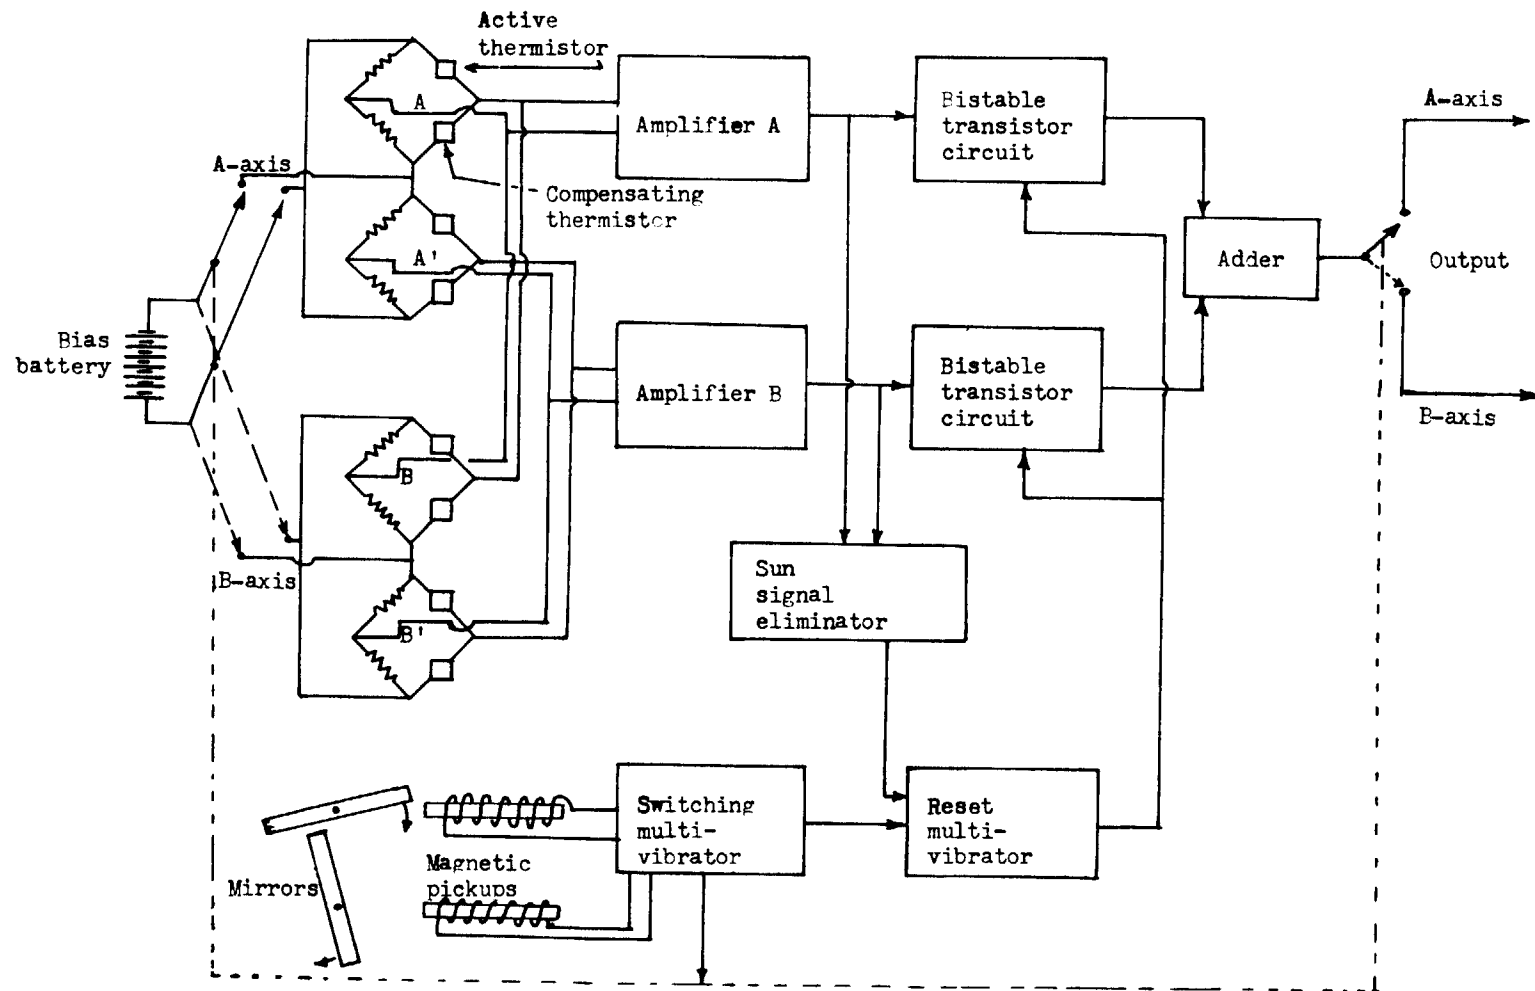 Active
thermistor
A
Amplifier A
Bistable
transistor
circuit
A-axis
A-axis
Compensating
thermistor
A'
Adder
Output
Bias
battery
Amplifier B
Bistable
transistor
circuit
B-axis
B
Sun
signal
eliminator
B-axis
B'
Switching
multi-
vibrator
Reset
multi-
vibrator
Magnetic
pickups
Mirrors